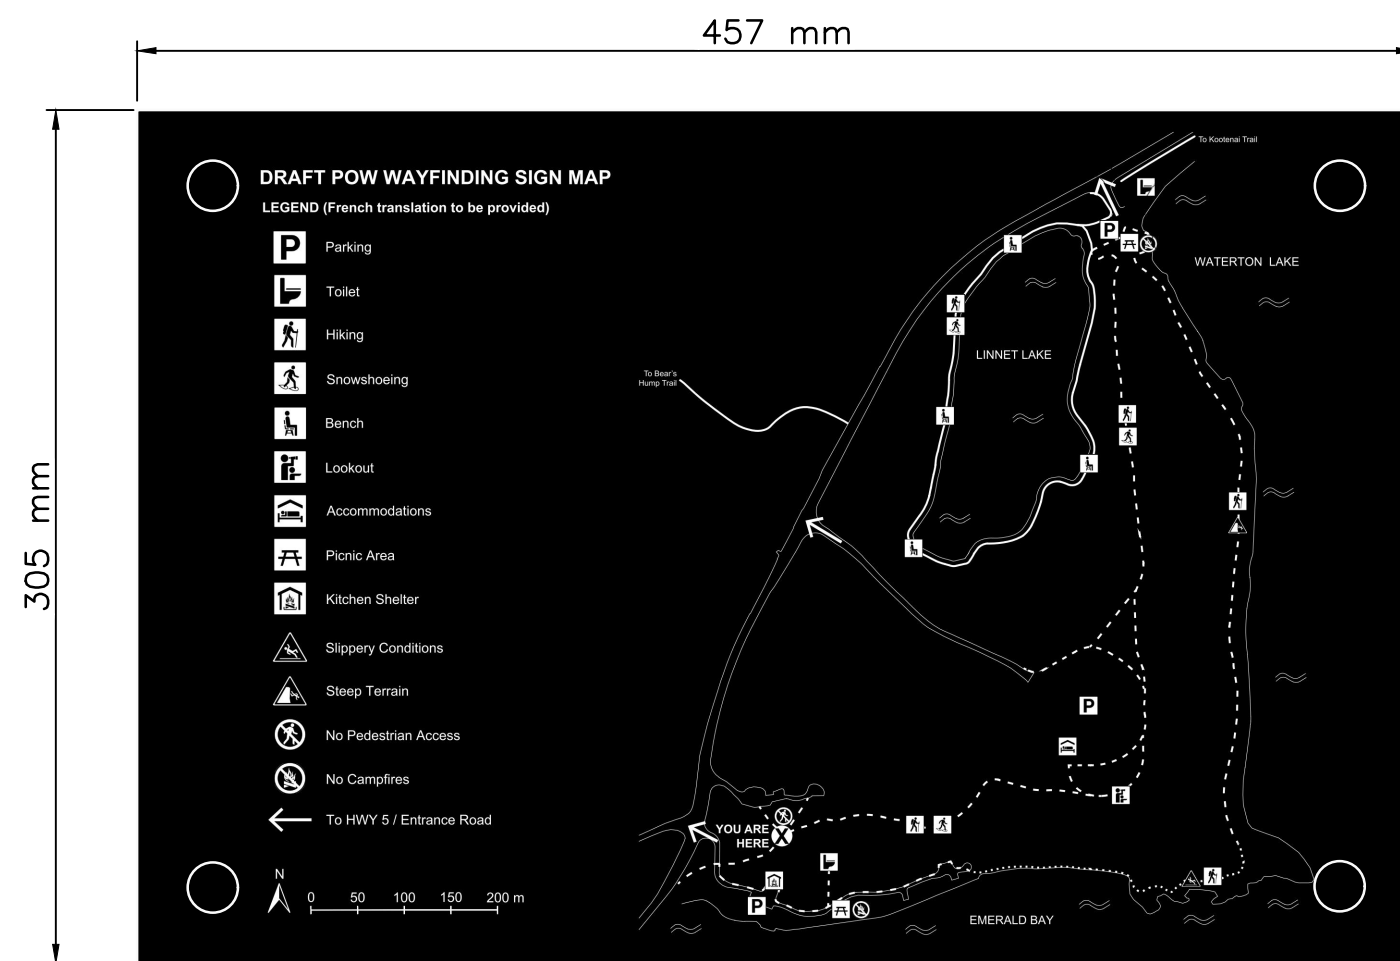 457 mm
305 mm
DRAFT POW WAYFINDING SIGN MAP
LEGEND (French translation to be provided)
P Parking
Toilet
Hiking
Snowshoeing
Bench
Lookout
Accommodations
Picnic Area
Kitchen Shelter
Slippery Conditions
Steep Terrain
No Pedestrian Access
No Campfires
To HWY 5 / Entrance Road
N
0 50 100 150 200 m
To Kootenai Trail
P
WATERTON LAKE
LINNET LAKE
To Bear's
Hump Trail
P
YOU ARE
HERE
X
P
EMERALD BAY